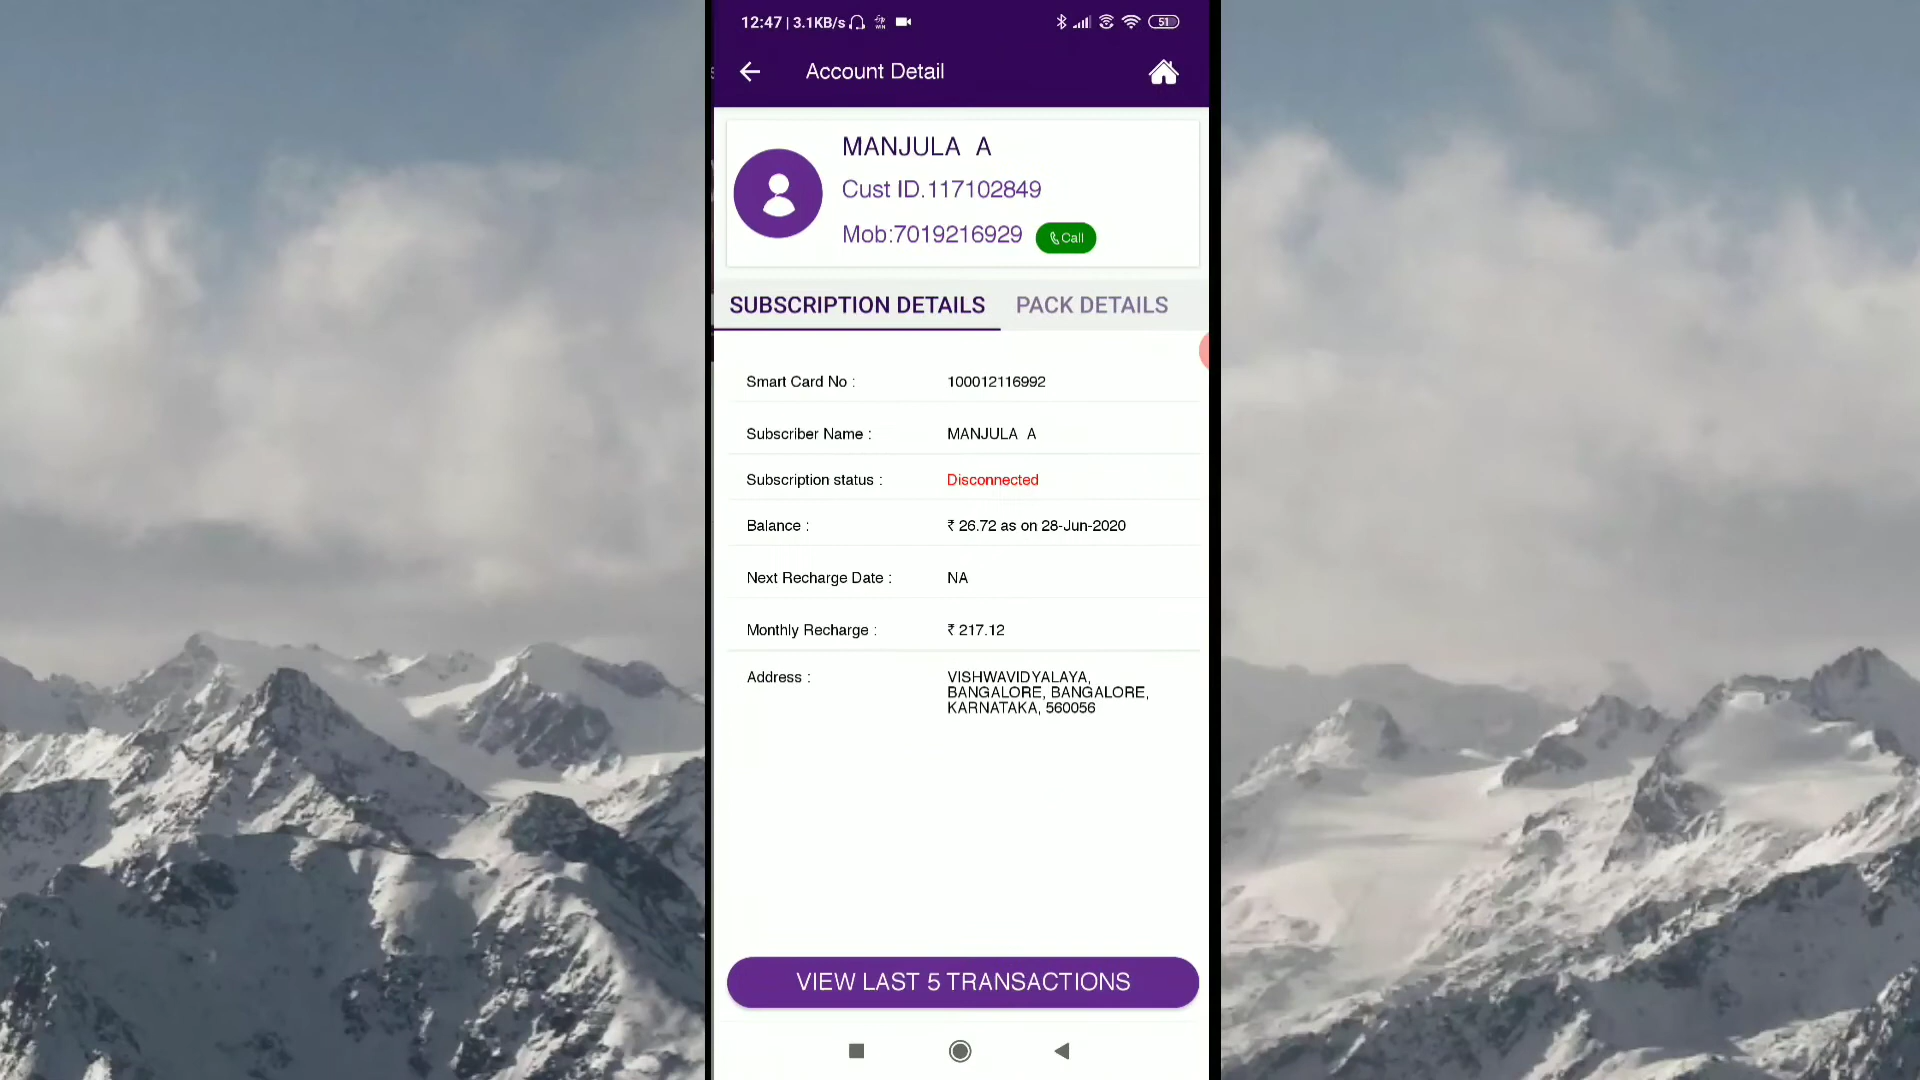 12:47 | 3.1KB/s 51
Account Detail
MANJULA A
Cust ID.117102849
Mob:7019216929 Call
SUBSCRIPTION DETAILS PACK DETAILS
Smart Card No : 100012116992
Subscriber Name : MANJULA A
Subscription status : Disconnected
Balance : ₹ 26.72 as on 28-Jun-2020
Next Recharge Date : NA
Monthly Recharge : ₹ 217.12
Address : VISHWAVIDYALAYA,
BANGALORE, BANGALORE,
KARNATAKA, 560056
VIEW LAST 5 TRANSACTIONS